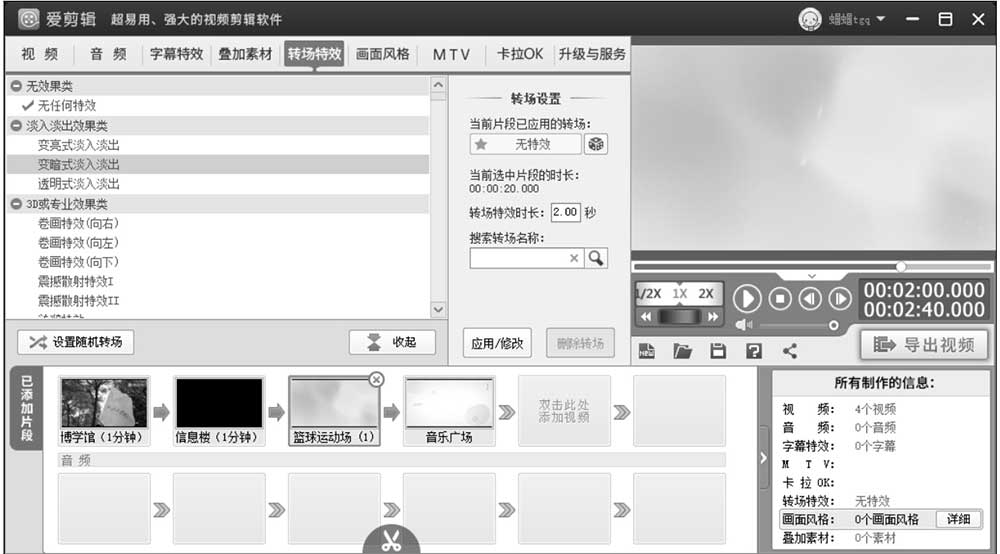 爱剪辑 超易用、强大的视频剪辑软件
蝈蝈tgq
视 频 音 频 字幕特效 叠加素材 转场特效 画面风格 MTV 卡拉OK 升级与服务
无效果类
无任何特效
淡入淡出效果类
变亮式淡入淡出
变暗式淡入淡出
透明式淡入淡出
3D或专业效果类
卷画特效(向右)
卷画特效(向左)
卷画特效(向下)
震撼散射特效I
震撼散射特效II
设置随机转场
收起
转场设置
当前片段已应用的转场:
无特效
当前选中片段的时长:
00:00:20.000
转场特效时长: 2.00 秒
搜索转场名称:
应用/修改
删除转场
1/2X 1X 2X
00:02:00.000
00:02:40.000
NEW
导出视频
已添加片段
博学馆（1分钟）
信息楼（1分钟）
篮球运动场（1）
音乐广场
双击此处
添加视频
音 频
所有制作的信息:
视 频: 4个视频
音 频: 0个音频
字幕特效: 0个字幕
M T V:
卡 拉 OK:
转场特效: 无特效
画面风格: 0个画面风格 详细
叠加素材: 0个素材